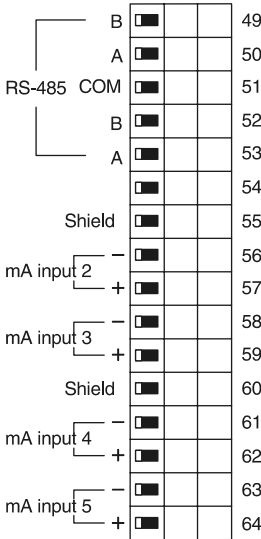 B 49
A 50
RS-485 COM 51
B 52
A 53
54
Shield 55
mA input 2 − 56
+ 57
mA input 3 − 58
+ 59
Shield 60
mA input 4 − 61
+ 62
mA input 5 − 63
+ 64